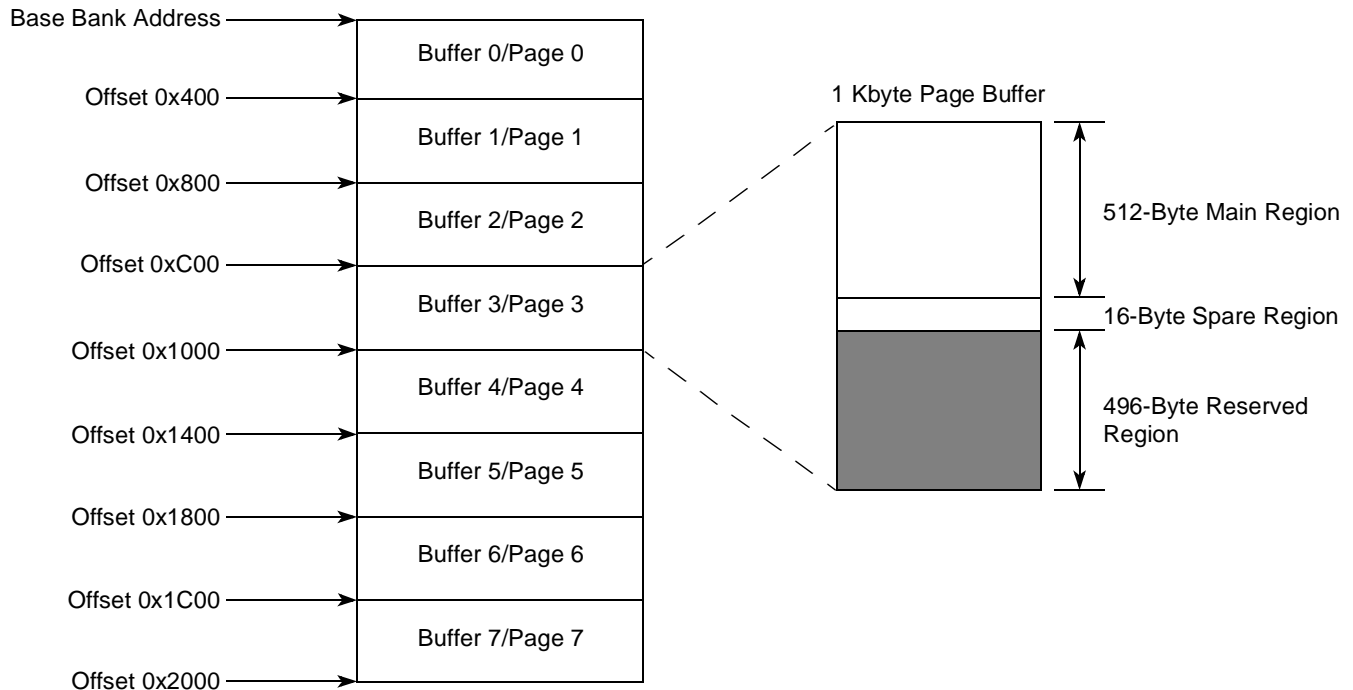 Base Bank Address
Buffer 0/Page 0
Offset 0x400
Buffer 1/Page 1
Offset 0x800
Buffer 2/Page 2
Offset 0xC00
Buffer 3/Page 3
Offset 0x1000
Buffer 4/Page 4
Offset 0x1400
Buffer 5/Page 5
Offset 0x1800
Buffer 6/Page 6
Offset 0x1C00
Buffer 7/Page 7
Offset 0x2000
1 Kbyte Page Buffer
512-Byte Main Region
16-Byte Spare Region
496-Byte Reserved
Region